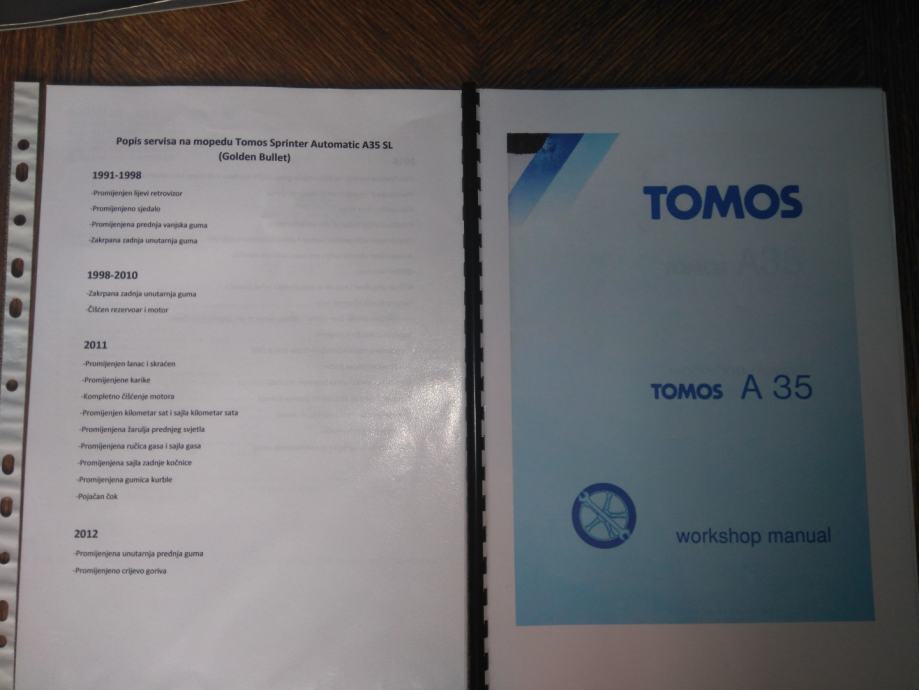 Popis servisa na mopedu Tomos Sprinter Automatic A35 SL
(Golden Bullet)
1991-1998
-Promijenjen lijevi retrovizor
-Promijenjeno sjedalo
-Promijenjena prednja vanjska guma
-Zakrpana zadnja unutarnja guma
1998-2010
-Zakrpana zadnja unutarnja guma
-Čišćen rezervoar i motor
2011
-Promijenjen lanac i skraćen
-Promijenjene karike
-Kompletno čišćenje motora
-Promijenjen kilometar sat i sajla kilometar sata
-Promijenjena žarulja prednjeg svjetla
-Promijenjena ručica gasa i sajla gasa
-Promijenjena sajla zadnje kočnice
-Promijenjena gumica kurble
-Pojačan čok
2012
-Promijenjena unutarnja prednja guma
-Promijenjeno crijevo goriva
TOMOS
TOMOS A 35
workshop manual